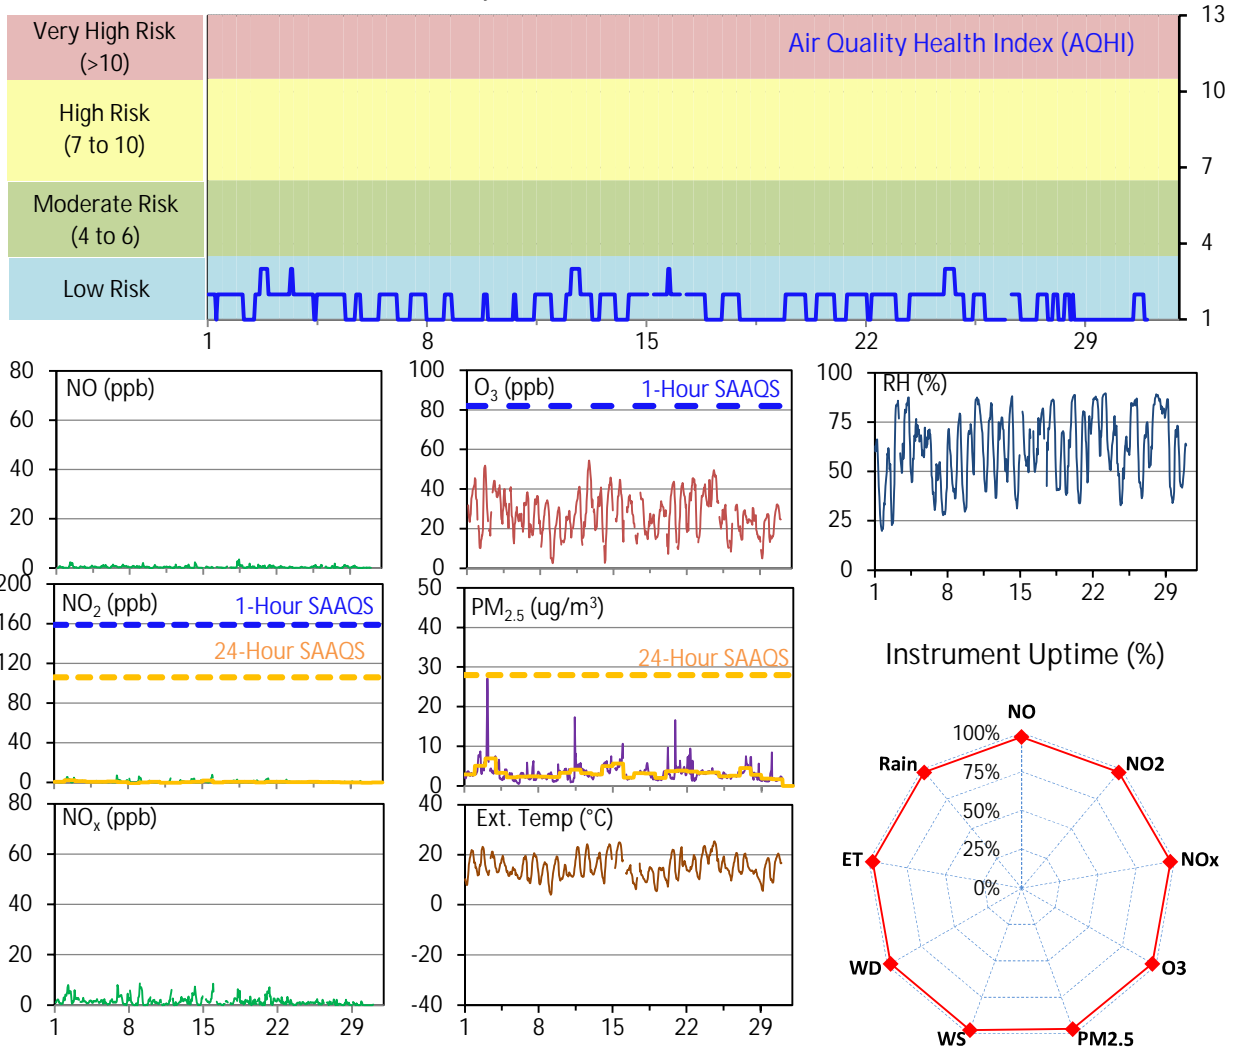 Very High Risk
(>10)
High Risk
(7 to 10)
Moderate Risk
(4 to 6)
Low Risk
Air Quality Health Index (AQHI)
13
10
7
4
1
1 8 15 22 29
80
60
40
20
0
NO (ppb)
100
80
60
40
20
0
O3 (ppb)
1-Hour SAAQS
100
75
50
25
0
RH (%)
1 8 15 22 29
200
160
120
80
40
0
NO2 (ppb)
1-Hour SAAQS
24-Hour SAAQS
50
40
30
20
10
0
PM2.5 (ug/m3)
24-Hour SAAQS
80
60
40
20
0
NOx (ppb)
1 8 15 22 29
40
20
0
-20
-40
Ext. Temp (°C)
1 8 15 22 29
Instrument Uptime (%)
NO
100%
75%
50%
25%
0%
NO2
NOx
O3
PM2.5
WS
WD
ET
Rain